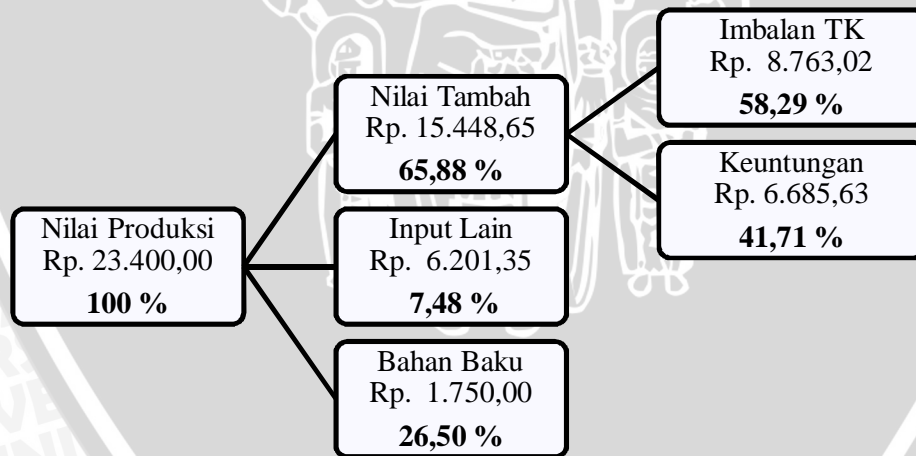 Nilai Produksi
Rp. 23.400,00
100 %
Nilai Tambah
Rp. 15.448,65
65,88 %
Input Lain
Rp. 6.201,35
7,48 %
Bahan Baku
Rp. 1.750,00
26,50 %
Imbalan TK
Rp. 8.763,02
58,29 %
Keuntungan
Rp. 6.685,63
41,71 %